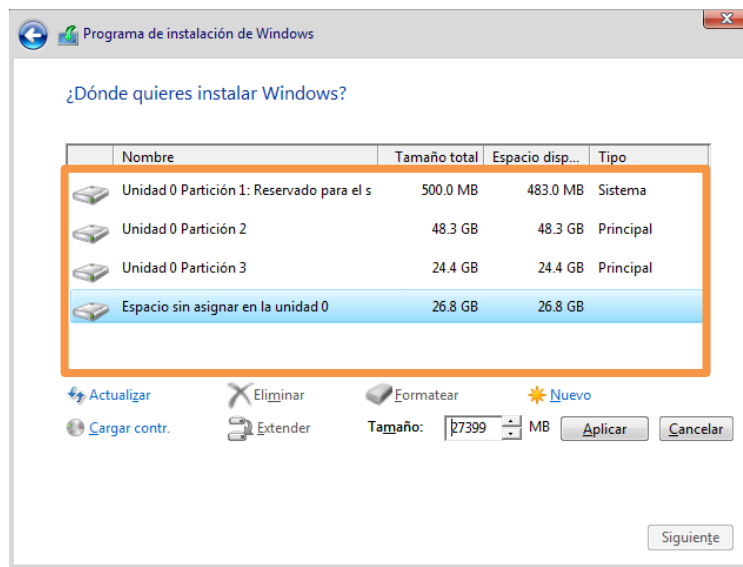 Programa de instalación de Windows
¿Dónde quieres instalar Windows?
Nombre Tamaño total Espacio disp... Tipo
Unidad 0 Partición 1: Reservado para el s 500.0 MB 483.0 MB Sistema
Unidad 0 Partición 2 48.3 GB 48.3 GB Principal
Unidad 0 Partición 3 24.4 GB 24.4 GB Principal
Espacio sin asignar en la unidad 0 26.8 GB 26.8 GB
Actualizar Eliminar Formatear Nuevo
Cargar contr. Extender Tamaño: 27399 MB Aplicar Cancelar
Siguiente